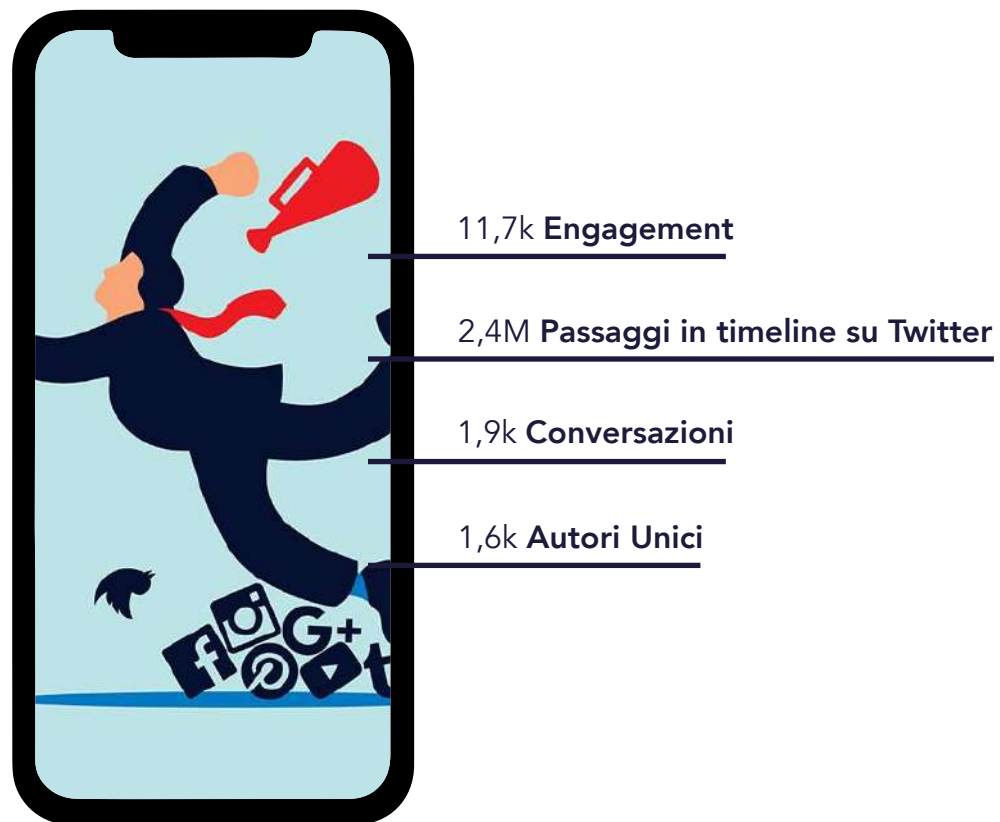 11,7k Engagement
2,4M Passaggi in timeline su Twitter
1,9k Conversazioni
1,6k Autori Unici
G+